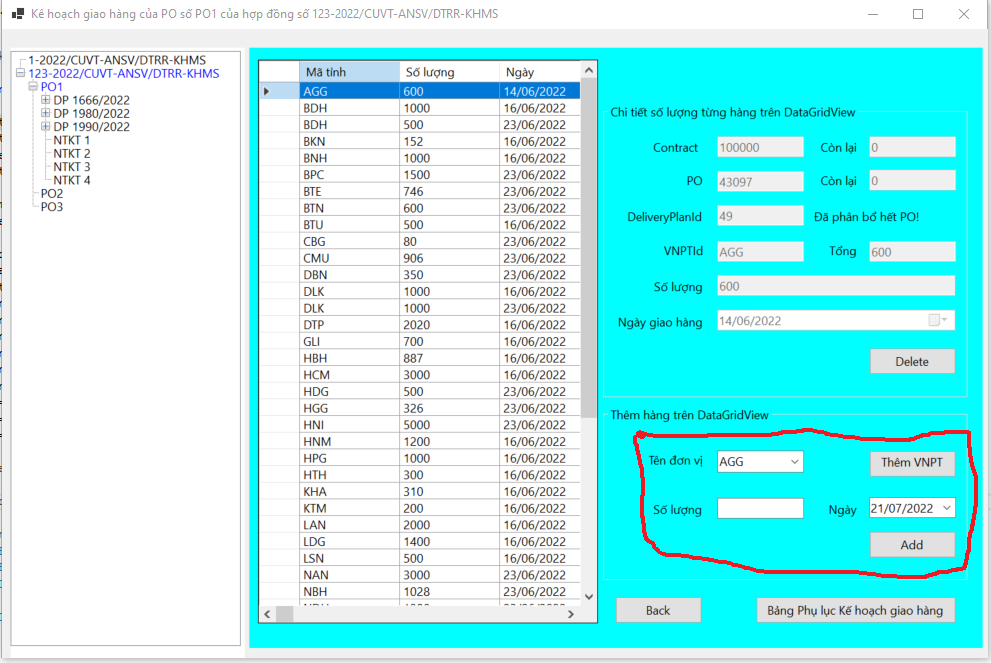 Kế hoạch giao hàng của PO số PO1 của hợp đồng số 123-2022/CUVT-ANSV/DTRR-KHMS
1-2022/CUVT-ANSV/DTRR-KHMS
123-2022/CUVT-ANSV/DTRR-KHMS
PO1
DP 1666/2022
DP 1980/2022
DP 1990/2022
NTKT 1
NTKT 2
NTKT 3
NTKT 4
PO2
PO3
Mã tỉnh Số lượng Ngày
AGG 600 14/06/2022
BDH 1000 16/06/2022
BDH 500 23/06/2022
BKN 152 16/06/2022
BNH 1000 16/06/2022
BPC 1500 23/06/2022
BTE 746 23/06/2022
BTN 600 23/06/2022
BTU 500 16/06/2022
CBG 80 23/06/2022
CMU 906 23/06/2022
DBN 350 23/06/2022
DLK 1000 16/06/2022
DLK 1000 23/06/2022
DTP 2020 16/06/2022
GLI 700 16/06/2022
HBH 887 16/06/2022
HCM 3000 16/06/2022
HDG 500 23/06/2022
HGG 326 23/06/2022
HNI 5000 23/06/2022
HNM 1200 16/06/2022
HPG 1000 16/06/2022
HTH 300 16/06/2022
KHA 310 16/06/2022
KTM 200 16/06/2022
LAN 2000 16/06/2022
LDG 1400 16/06/2022
LSN 500 16/06/2022
NAN 3000 23/06/2022
NBH 1028 23/06/2022
Chi tiết số lượng từng hàng trên DataGridView
Contract 100000 Còn lại 0
PO 43097 Còn lại 0
DeliveryPlanId 49 Đã phân bổ hết PO!
VNPTId AGG Tổng 600
Số lượng 600
Ngày giao hàng 14/06/2022
Delete
Thêm hàng trên DataGridView
Tên đơn vị AGG Thêm VNPT
Số lượng Ngày 21/07/2022
Add
Back Bảng Phụ lục Kế hoạch giao hàng